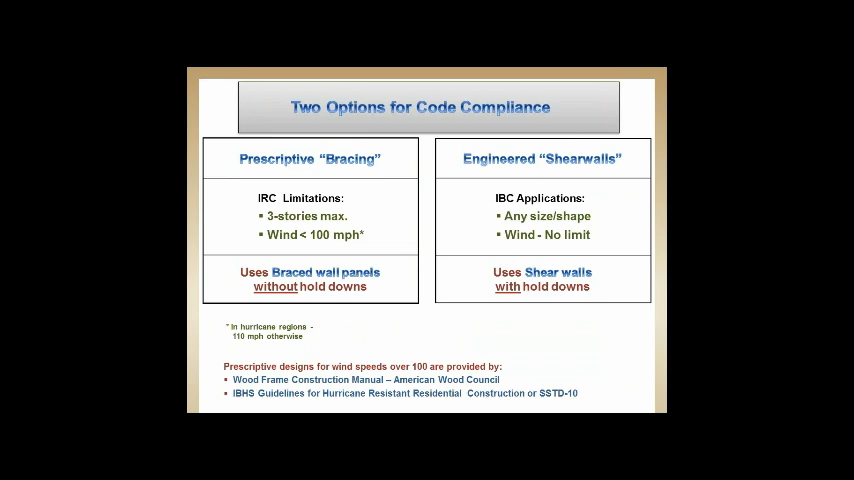 Two Options for Code Compliance
Prescriptive “Bracing”
IRC Limitations:
▪ 3-stories max.
▪ Wind < 100 mph*
Uses Braced wall panels
without hold downs
Engineered “Shearwalls”
IBC Applications:
▪ Any size/shape
▪ Wind - No limit
Uses Shear walls
with hold downs
* In hurricane regions -
110 mph otherwise
Prescriptive designs for wind speeds over 100 are provided by:
▪ Wood Frame Construction Manual – American Wood Council
▪ IBHS Guidelines for Hurricane Resistant Residential Construction or SSTD-10